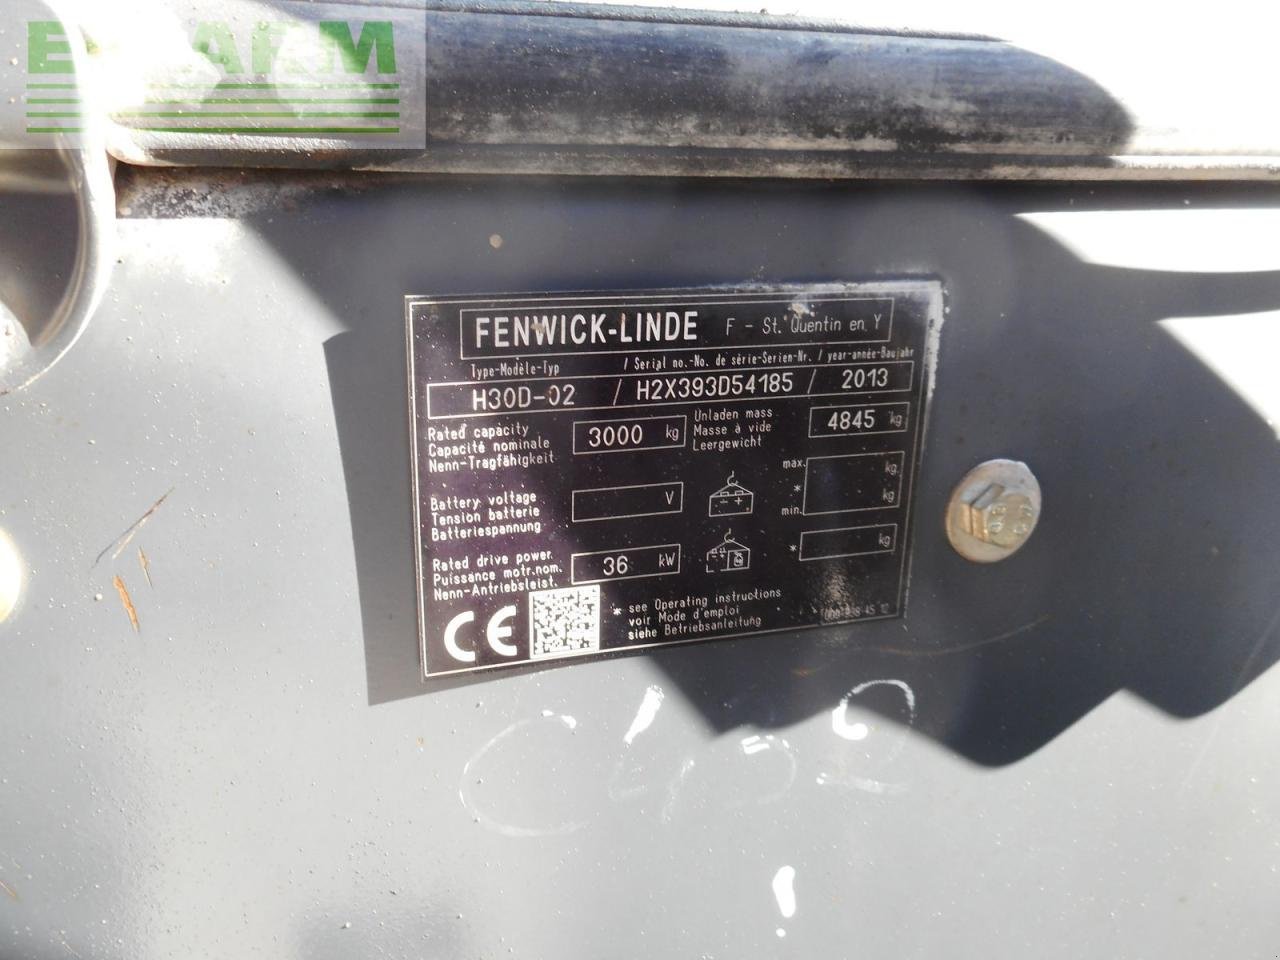 FENWICK-LINDE F - St. Quentin en Y
Type-Modèle-Typ / Serial no.-No. de série-Serien-Nr. / year-année-Baujahr
H30D-02 / H2X393D54185 / 2013
Rated capacity
Capacité nominale
Nenn-Tragfähigkeit
3000 kg
Unladen mass
Masse à vide
Leergewicht
4845 kg
Battery voltage
Tension batterie
Batteriespannung
V
max. kg
* kg
min.
Rated drive power
Puissance motr.nom.
Nenn-Antriebsleist.
36 kW
* kg
CE
* see Operating instructions
voir Mode d'emploi
siehe Betriebsanleitung